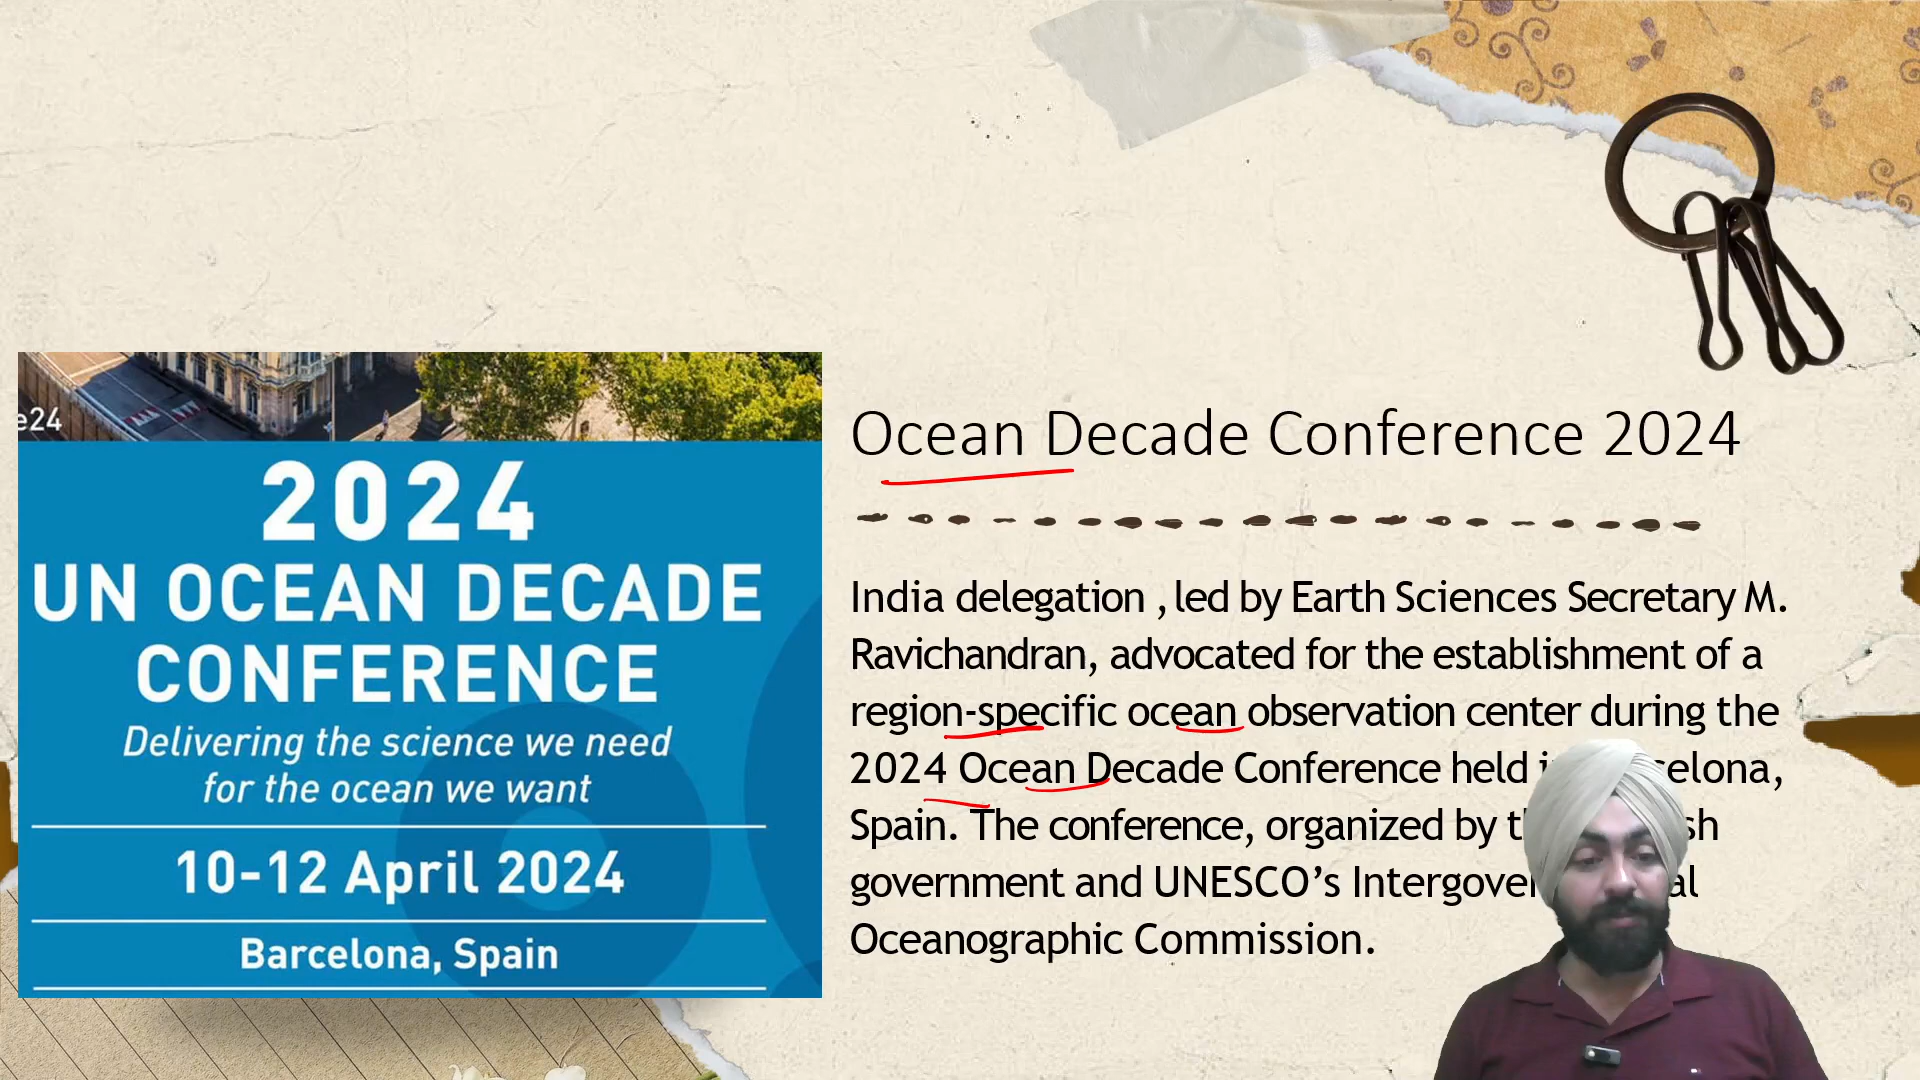 e24
2024
UN OCEAN DECADE
CONFERENCE
Delivering the science we need
for the ocean we want
10-12 April 2024
Barcelona, Spain
Ocean Decade Conference 2024
India delegation , led by Earth Sciences Secretary M.
Ravichandran, advocated for the establishment of a
region-specific ocean observation center during the
2024 Ocean Decade Conference held
Spain. The conference, organized by
government and UNESCO’s
Oceanographic Commission.